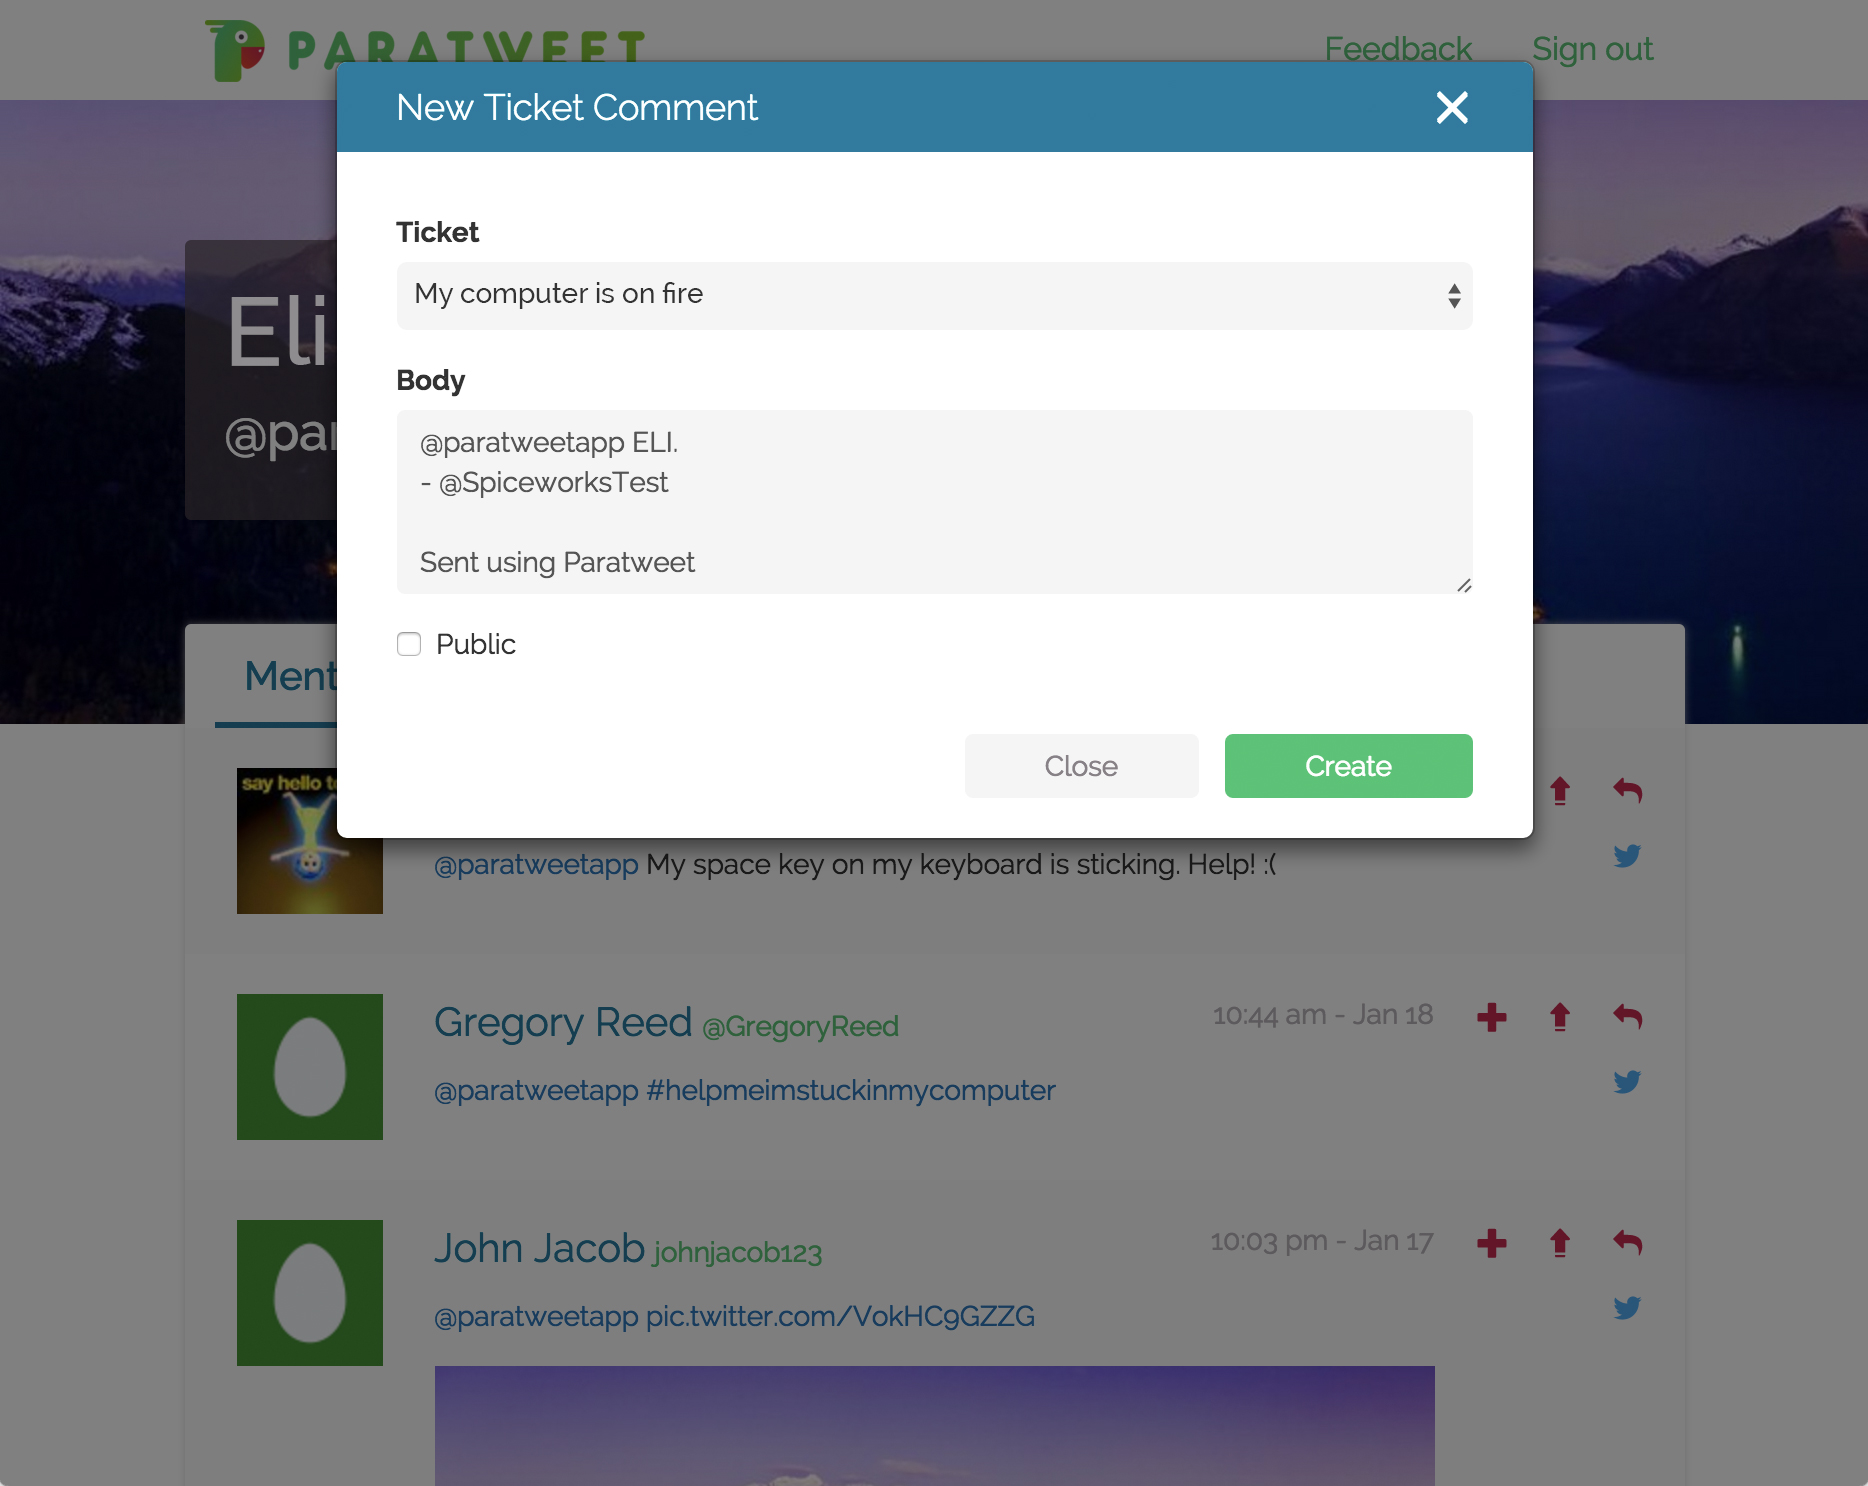 PARATWEET
Feedback
Sign out
New Ticket Comment
Ticket
My computer is on fire
Eli
Body
@paratweetapp ELI.
- @SpiceworksTest
Sent using Paratweet
Public
Close
Create
say hello
@paratweetapp My space key on my keyboard is sticking. Help! :(
Gregory Reed @GregoryReed
10:44 am - Jan 18
@paratweetapp #helpmeimstuckinmycomputer
John Jacob johnjacob123
10:03 pm - Jan 17
@paratweetapp pic.twitter.com/VokHC9GZZG